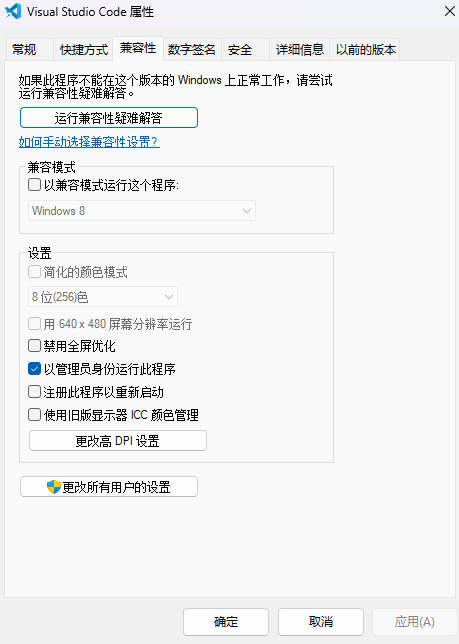 Visual Studio Code 属性
常规 快捷方式 兼容性 数字签名 安全 详细信息 以前的版本
如果此程序不能在这个版本的 Windows 上正常工作，请尝试
运行兼容性疑难解答。
运行兼容性疑难解答
如何手动选择兼容性设置?
兼容模式
以兼容模式运行这个程序:
Windows 8
设置
简化的颜色模式
8 位(256)色
用 640 x 480 屏幕分辨率运行
禁用全屏优化
以管理员身份运行此程序
注册此程序以重新启动
使用旧版显示器 ICC 颜色管理
更改高 DPI 设置
更改所有用户的设置
确定 取消 应用(A)